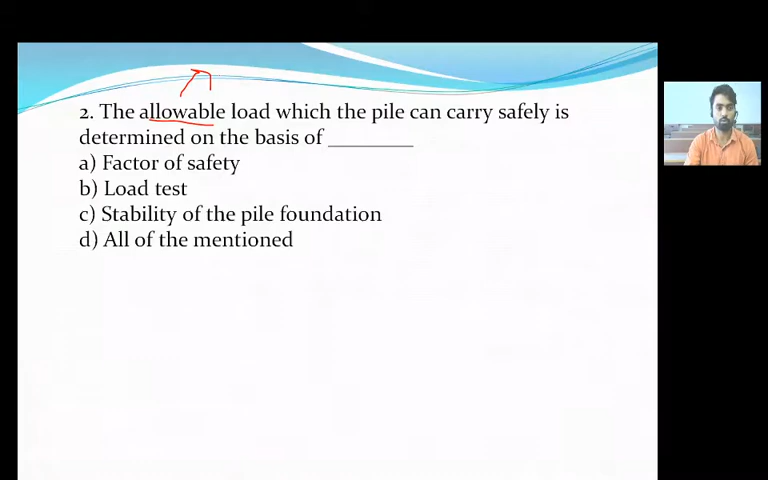 2. The allowable load which the pile can carry safely is
determined on the basis of ________
a) Factor of safety
b) Load test
c) Stability of the pile foundation
d) All of the mentioned